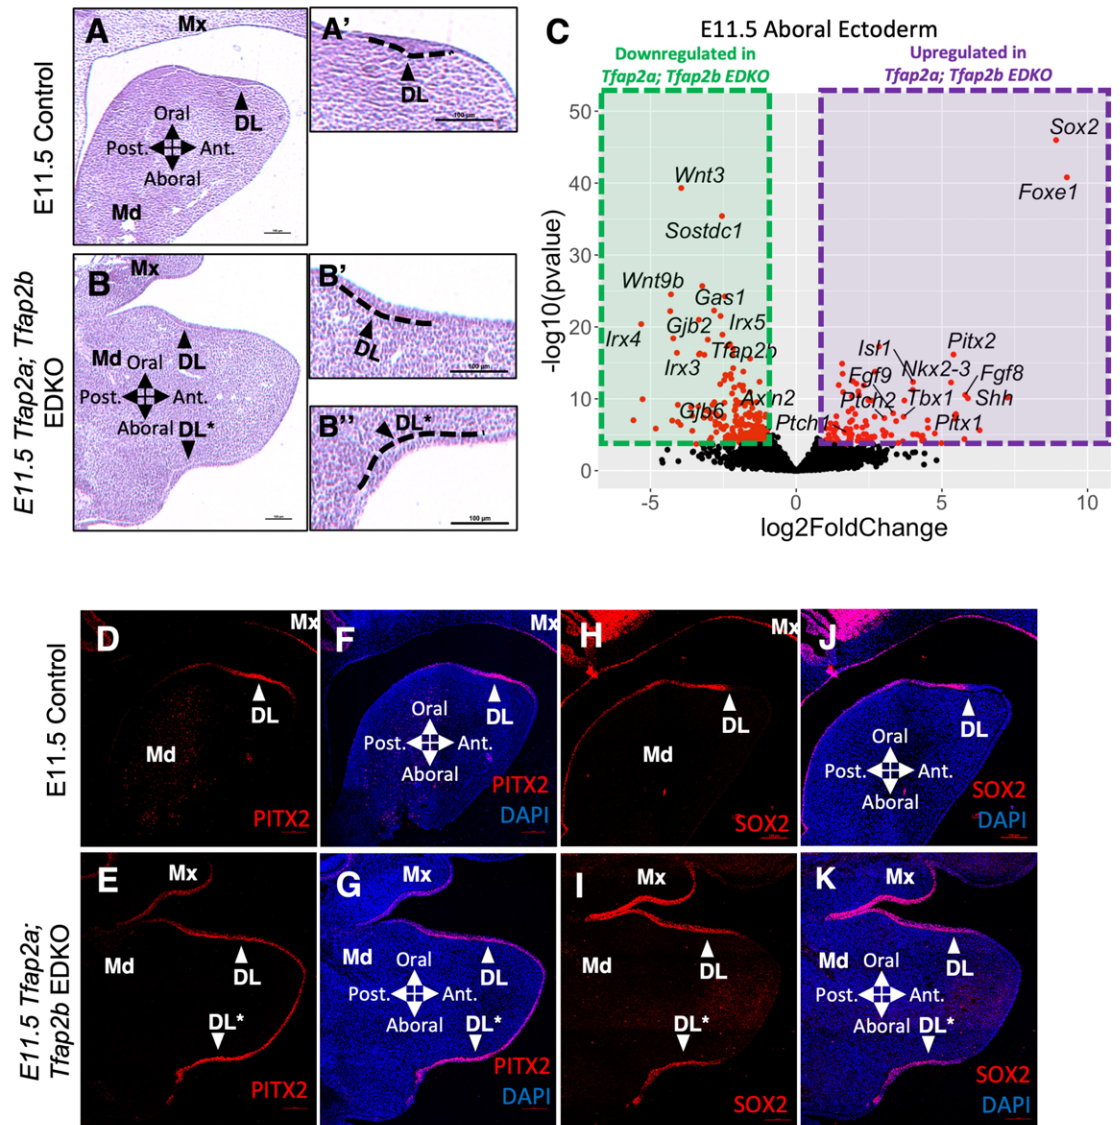 E11.5 Control
A
Mx
Oral
Post.
Ant.
Aboral
DL
Md
A'
DL
100 µm
E11.5 Tfap2a; Tfap2b
EDKO
B
Mx
Md
Oral
DL
Post.
Ant.
Aboral
DL*
B'
DL
100 µm
B''
DL*
100 µm
C
E11.5 Aboral Ectoderm
Downregulated in
Tfap2a; Tfap2b EDKO
Upregulated in
Tfap2a; Tfap2b EDKO
-log10(pvalue)
50
40
30
20
10
0
Sox2
Foxe1
Wnt3
Sostdc1
Wnt9b
Gas1
Gjb2
Irx5
Irx4
Tfap2b
Irx3
Axin2
Gjb6
Isl1
Pitx2
Nkx2-3
Fgf9
Fgf8
Ptch2
Tbx1
Shh
Ptch1
Pitx1
-5
0
5
10
log2FoldChange
E11.5 Control
D
Mx
DL
Md
PITX2
F
Mx
DL
Oral
Post.
Ant.
Aboral
PITX2
DAPI
H
Mx
DL
Md
SOX2
J
DL
Oral
Post.
Ant.
Aboral
SOX2
DAPI
E11.5 Tfap2a;
Tfap2b EDKO
E
Mx
Md
DL
DL*
PITX2
G
Mx
Md
Oral
DL
Post.
Ant.
Aboral
DL*
PITX2
DAPI
I
Mx
Md
DL
DL*
SOX2
K
Mx
Md
Oral
DL
Post.
Ant.
Aboral
DL*
SOX2
DAPI